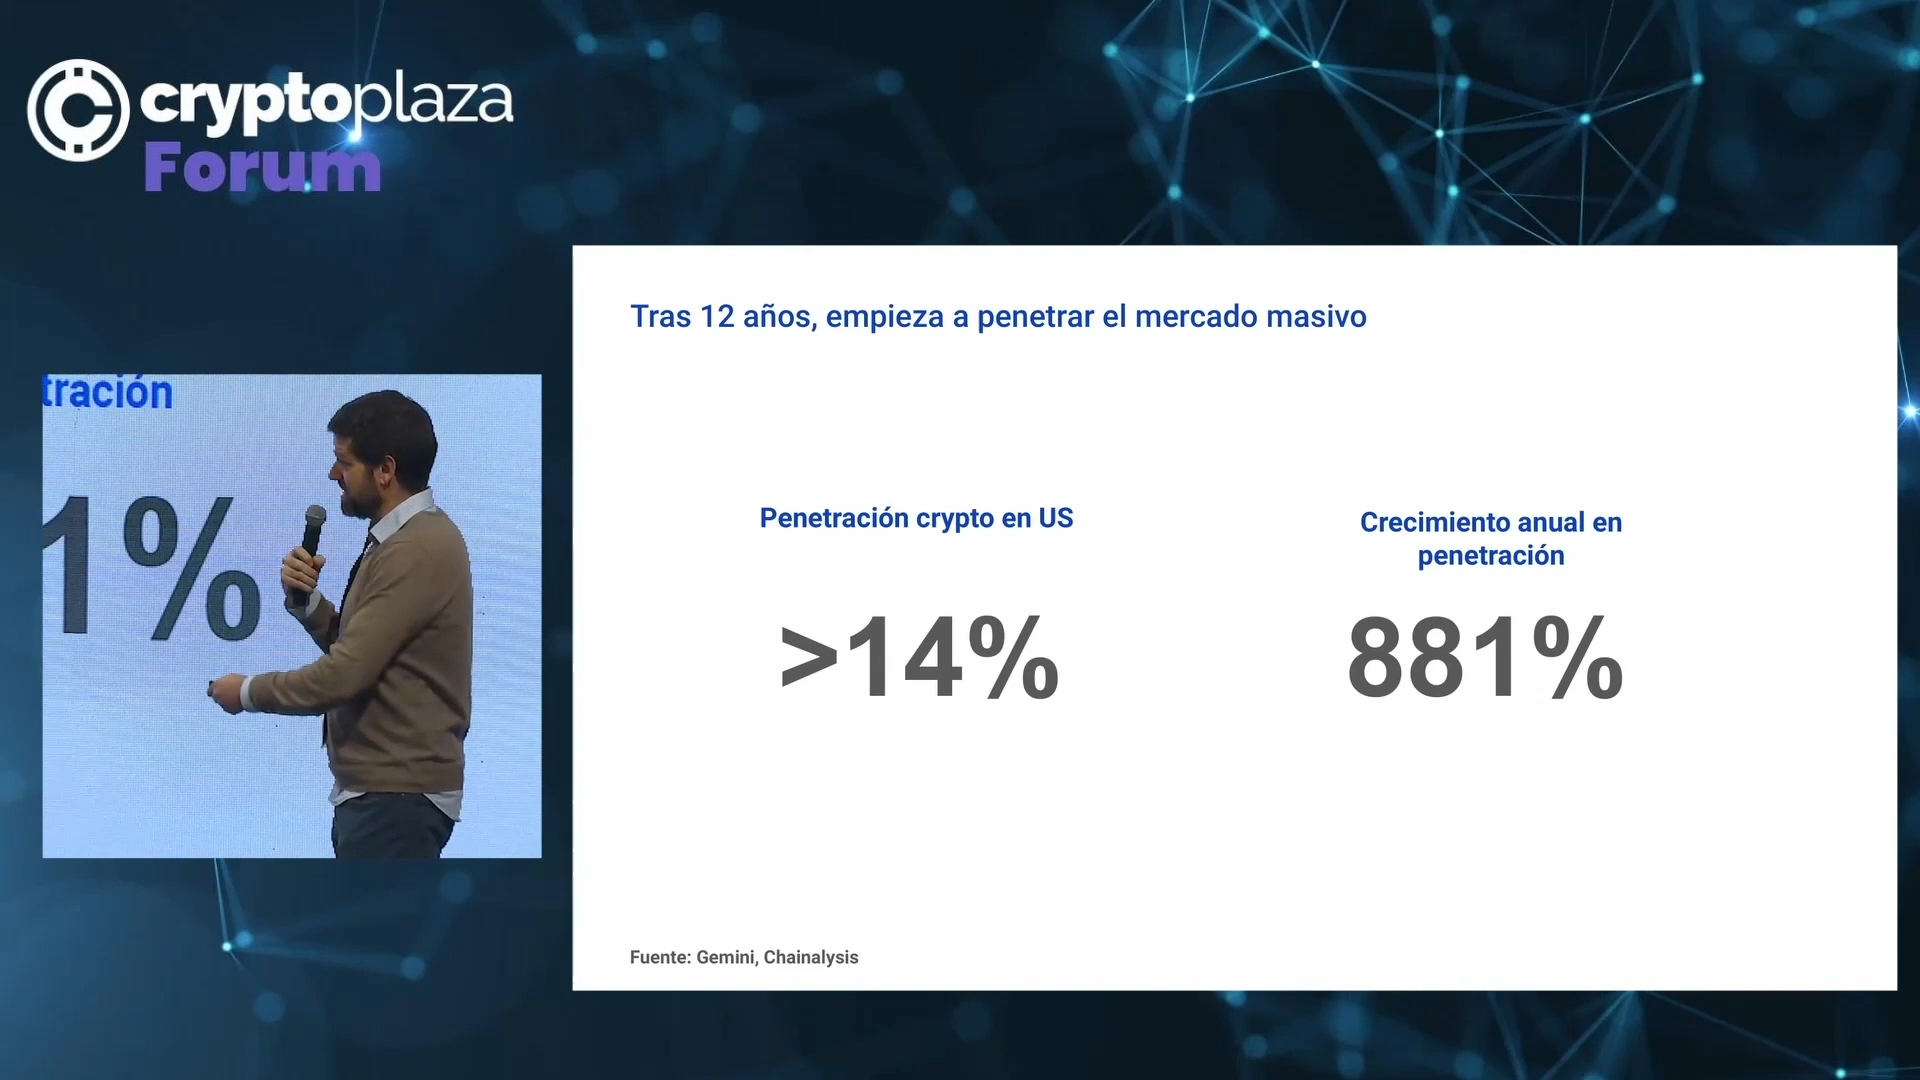 cryptoplaza
Forum
Tras 12 años, empieza a penetrar el mercado masivo
tración
1%
Penetración crypto en US
>14%
Crecimiento anual en
penetración
881%
Fuente: Gemini, Chainalysis